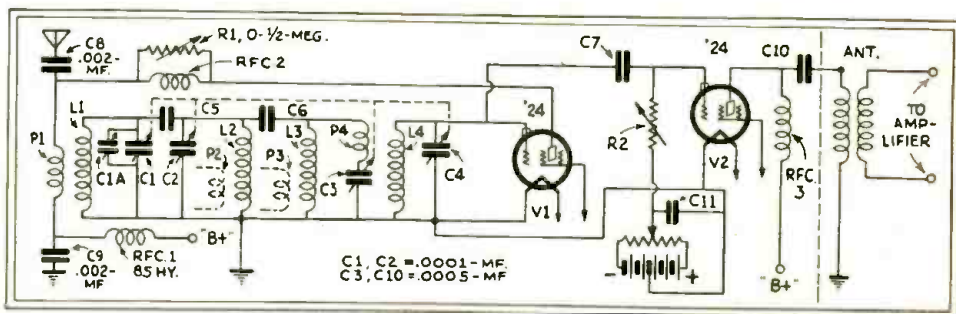 C8
.002-
MF.
R1, 0-½-MEG.
RFC.2
C7
'24
C10
ANT.
L1
C5
C6
'24
P1
L2
L3
P4
L4
R2
TO
AMP-
LIFIER
P2
P3
C1A
C1
C2
C3
C4
V1
V2
RFC.
3
C11
"B+"
C9
.002-
MF
RFC.1
85 HY.
C1, C2 = .0001-MF.
C3, C10 = .0005-MF.
-
+
"B+"